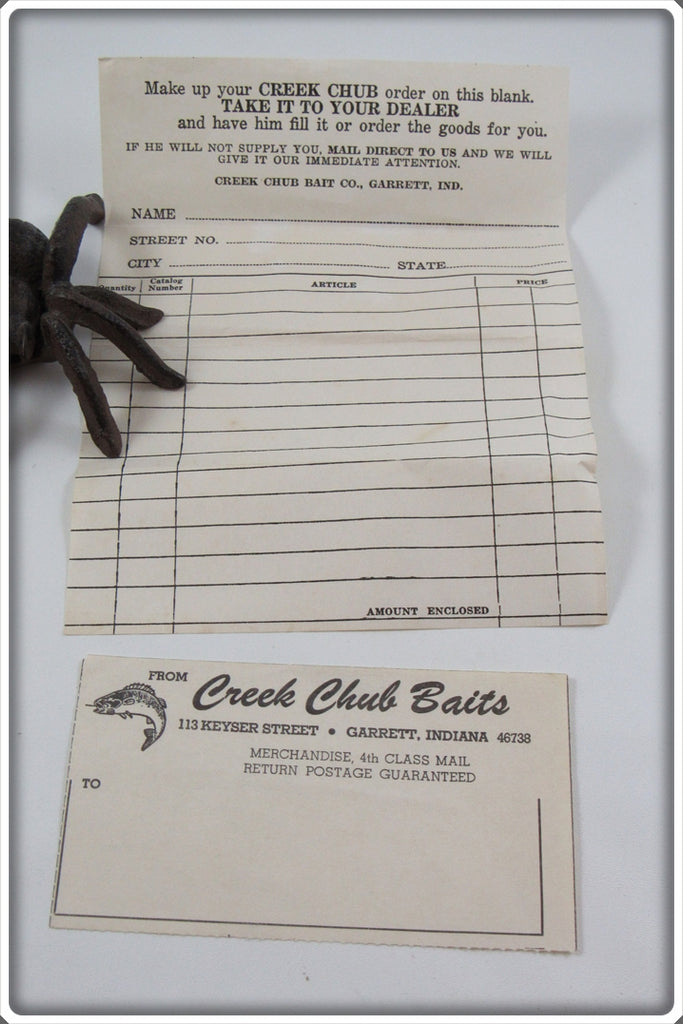 Make up your CREEK CHUB order on this blank.
TAKE IT TO YOUR DEALER
and have him fill it or order the goods for you.
IF HE WILL NOT SUPPLY YOU, MAIL DIRECT TO US AND WE WILL
GIVE IT OUR IMMEDIATE ATTENTION.
CREEK CHUB BAIT CO., GARRETT, IND.
NAME
STREET NO.
CITY STATE
Quantity Catalog Number ARTICLE PRICE
AMOUNT ENCLOSED
FROM Creek Chub Baits
113 KEYSER STREET • GARRETT, INDIANA 46738
MERCHANDISE, 4th CLASS MAIL
RETURN POSTAGE GUARANTEED
TO